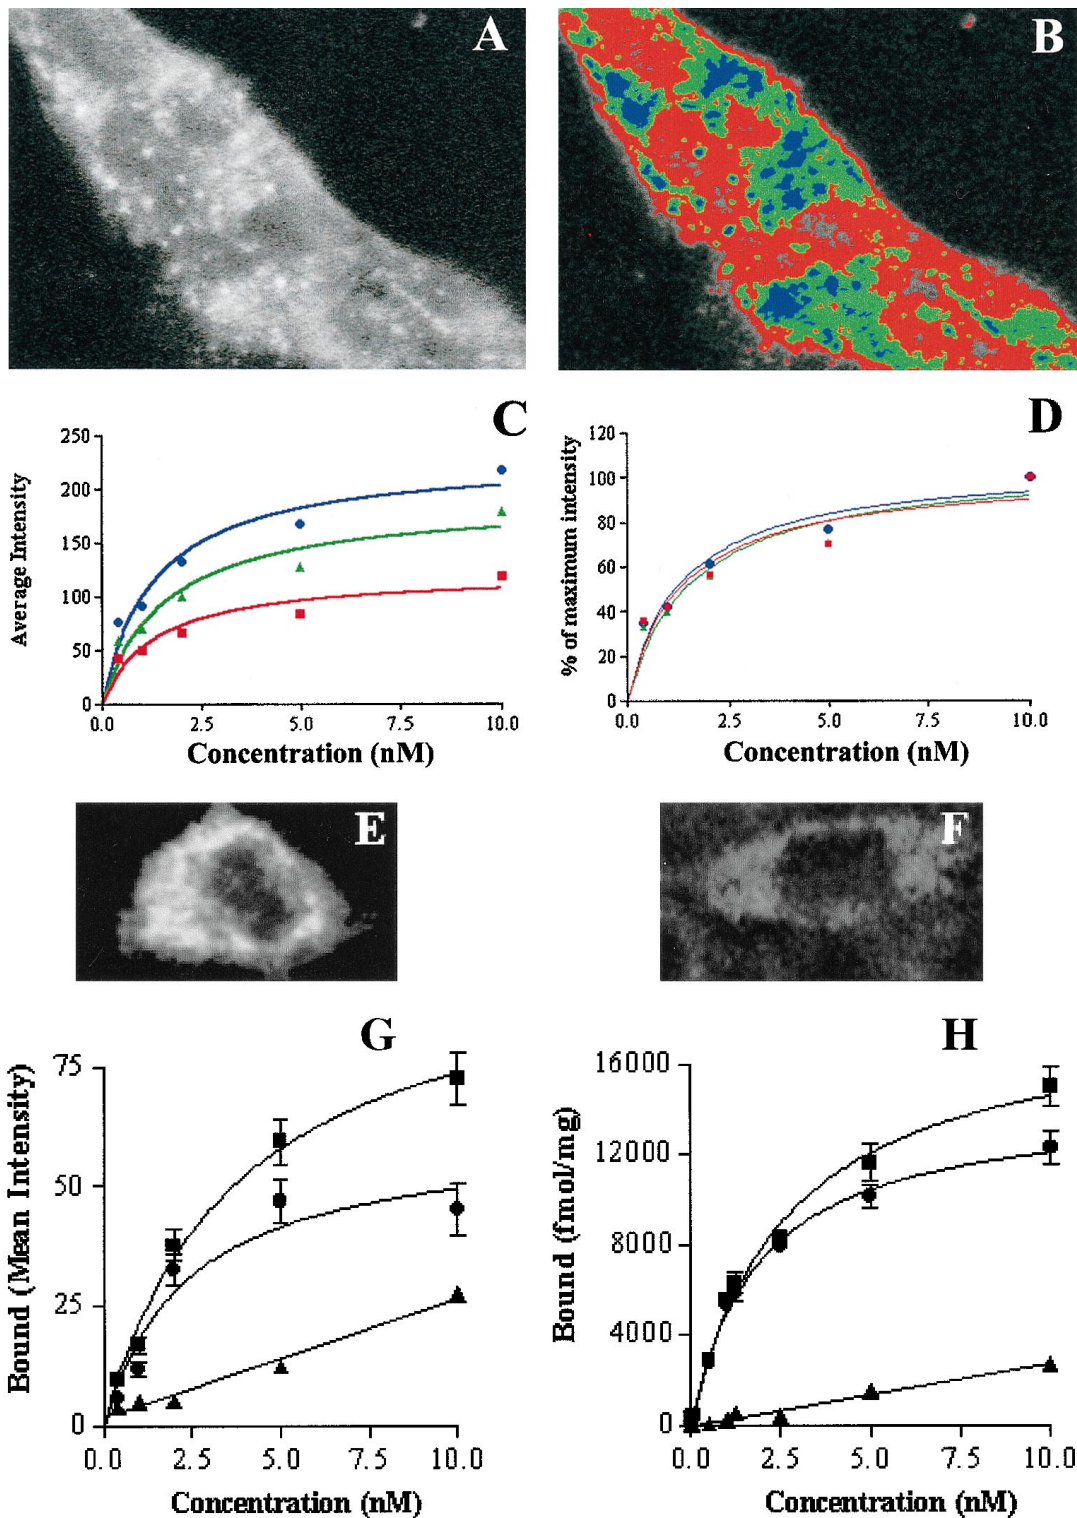 A
B
C
250
200
150
100
50
0
Average Intensity
0.0 2.5 5.0 7.5 10.0
Concentration (nM)
D
120
100
80
60
40
20
0
% of maximum intensity
0.0 2.5 5.0 7.5 10.0
Concentration (nM)
E
F
G
75
50
25
0
Bound (Mean Intensity)
0.0 2.5 5.0 7.5 10.0
Concentration (nM)
H
16000
12000
8000
4000
0
Bound (fmol/mg)
0.0 2.5 5.0 7.5 10.0
Concentration (nM)